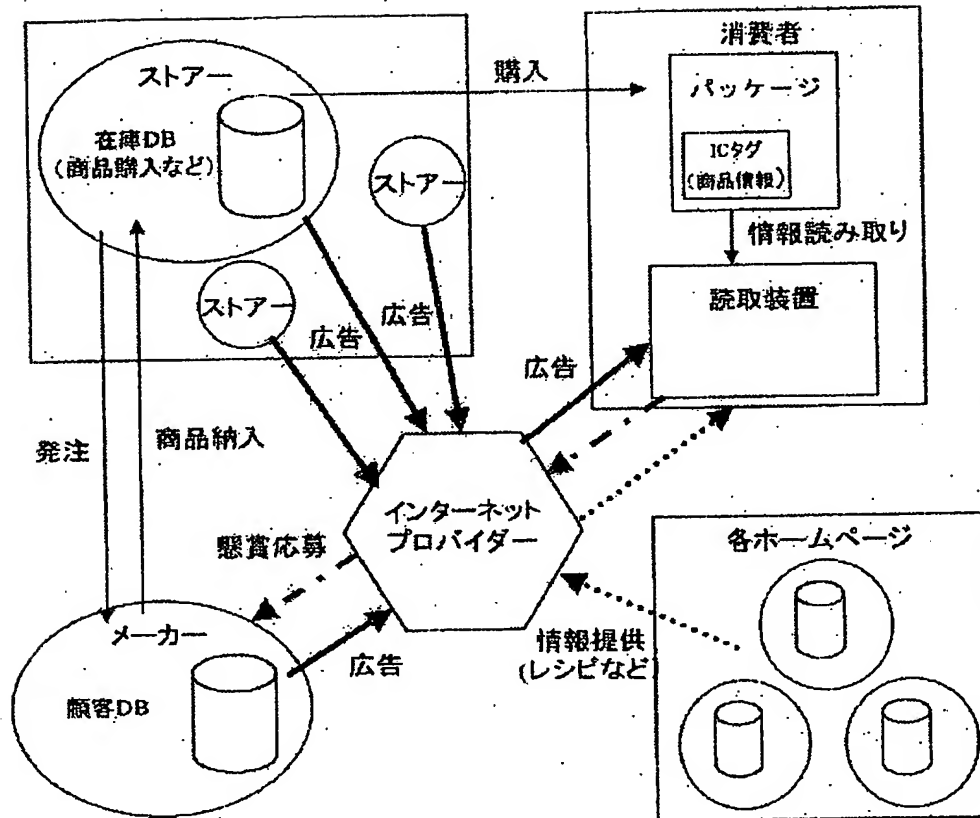 ストアー
在庫DB
(商品購入など)
ストアー
ストアー
購入
消費者
パッケージ
ICタグ
(商品情報)
情報読み取り
読取装置
広告
広告
広告
発注
商品納入
インターネット
プロバイダー
懸賞応募
各ホームページ
メーカー
顧客DB
広告
情報提供
(レシピなど)